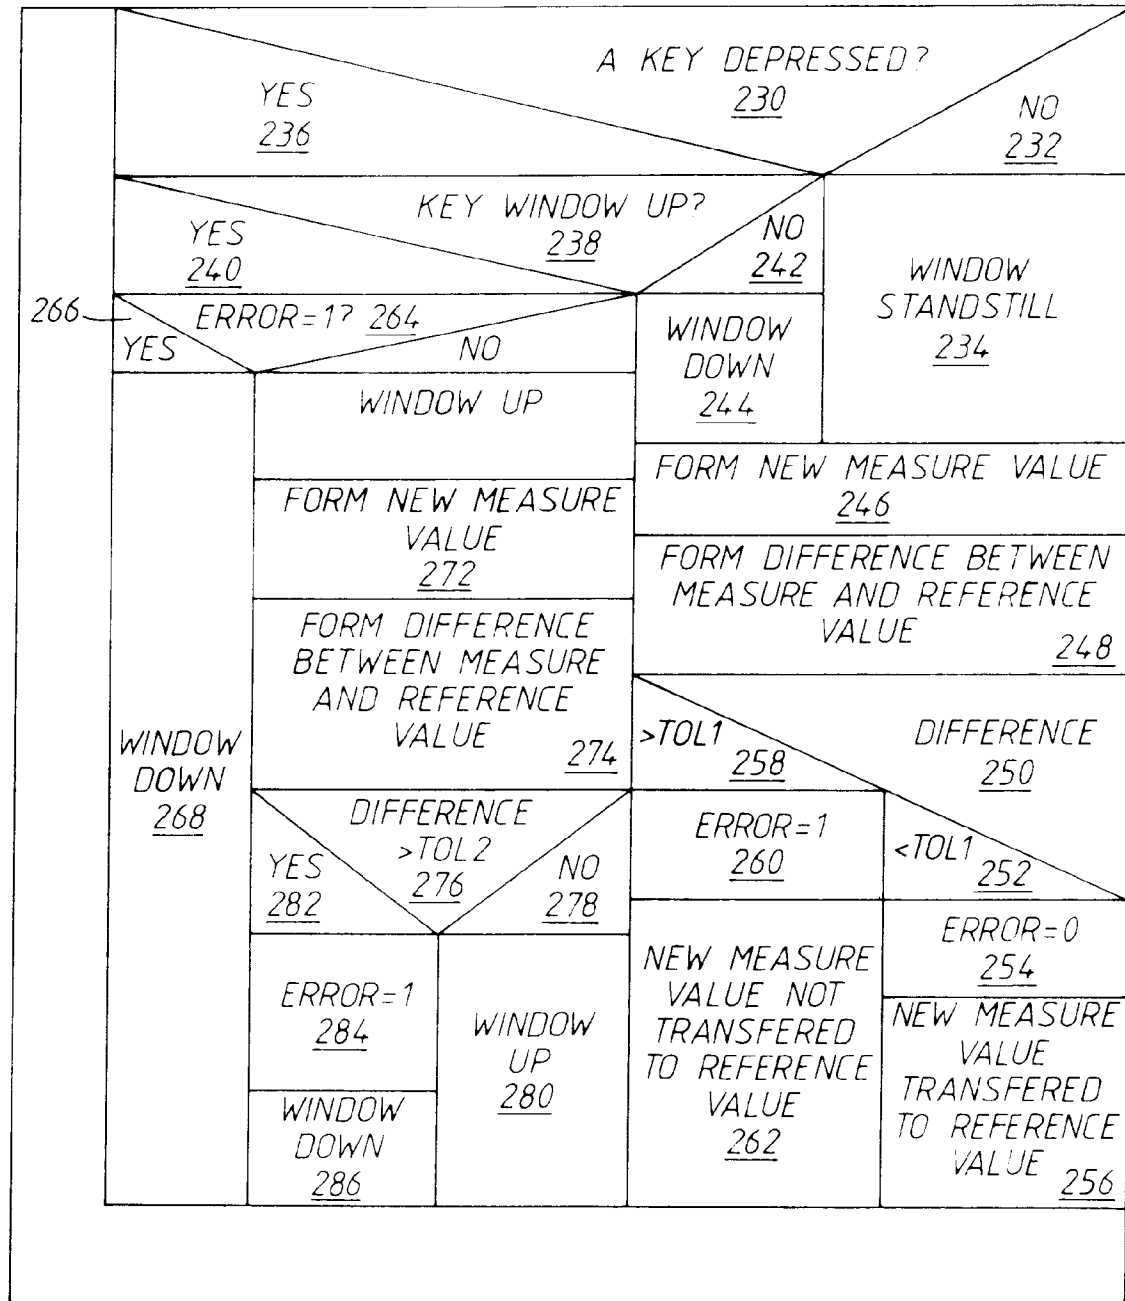 A KEY DEPRESSED?
230
YES
236
NO
232
KEY WINDOW UP?
238
YES
240
NO
242
WINDOW
STANDSTILL
234
266
ERROR=1? 264
YES
NO
WINDOW
DOWN
244
WINDOW UP
FORM NEW MEASURE VALUE
246
FORM NEW MEASURE
VALUE
272
FORM DIFFERENCE BETWEEN
MEASURE AND REFERENCE
VALUE
248
FORM DIFFERENCE
BETWEEN MEASURE
AND REFERENCE
VALUE
274
>TOL1
258
DIFFERENCE
250
WINDOW
DOWN
268
DIFFERENCE
>TOL2
276
YES
282
NO
278
ERROR=1
260
<TOL1
252
ERROR=0
254
ERROR=1
284
WINDOW
UP
280
NEW MEASURE
VALUE NOT
TRANSFERED
TO REFERENCE
VALUE
262
NEW MEASURE
VALUE
TRANSFERED
TO REFERENCE
VALUE
256
WINDOW
DOWN
286